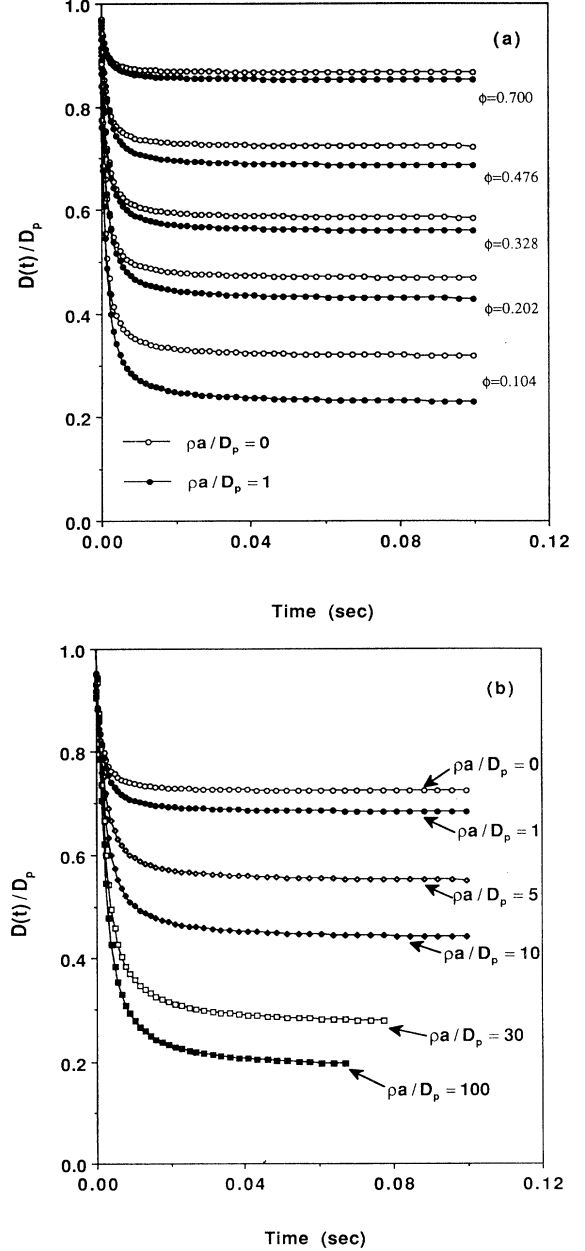 1.0
(a)
0.8
ϕ=0.700
ϕ=0.476
0.6
ϕ=0.328
D(t) / Dₚ
0.4
ϕ=0.202
ϕ=0.104
0.2
ρa / Dₚ = 0
ρa / Dₚ = 1
0.0
0.00 0.04 0.08 0.12
Time (sec)
1.0
(b)
0.8
ρa / Dₚ = 0
ρa / Dₚ = 1
0.6
ρa / Dₚ = 5
D(t) / Dₚ
ρa / Dₚ = 10
0.4
ρa / Dₚ = 30
0.2
ρa / Dₚ = 100
0.0
0.00 0.04 0.08 0.12
Time (sec)